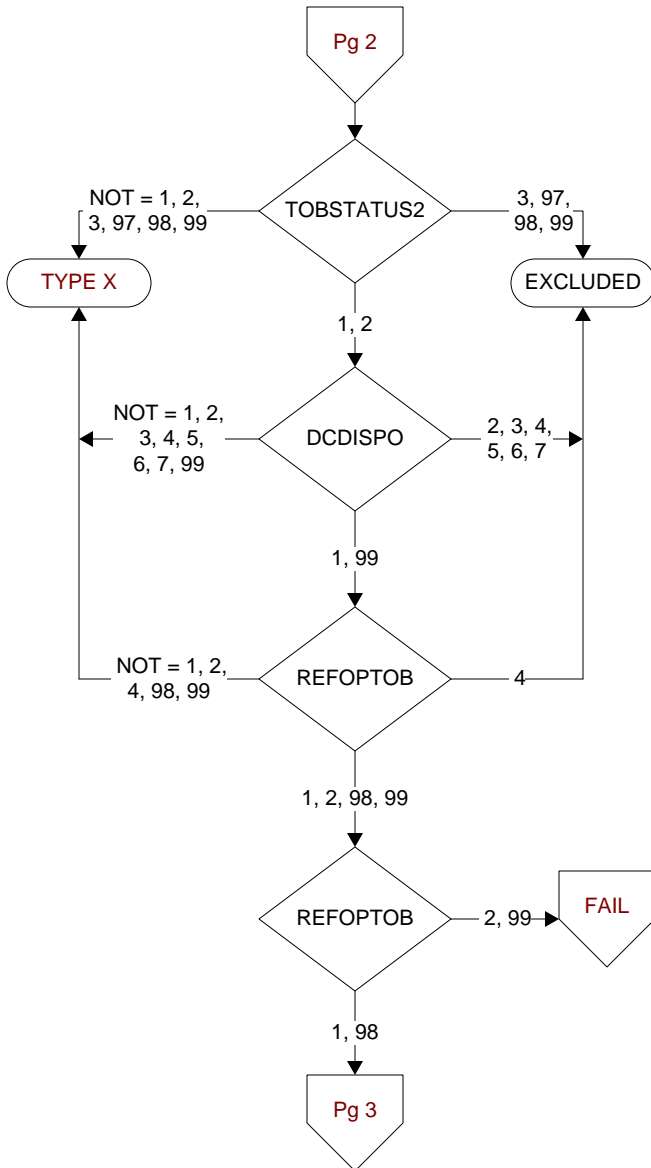 Pg 2
NOT = 1, 2,
3, 97, 98, 99
TOBSTATUS2
3, 97,
98, 99
TYPE X
EXCLUDED
1, 2
NOT = 1, 2,
3, 4, 5,
6, 7, 99
DCDISPO
2, 3, 4,
5, 6, 7
1, 99
NOT = 1, 2,
4, 98, 99
REFOPTOB
4
1, 2, 98, 99
REFOPTOB
2, 99
FAIL
1, 98
Pg 3